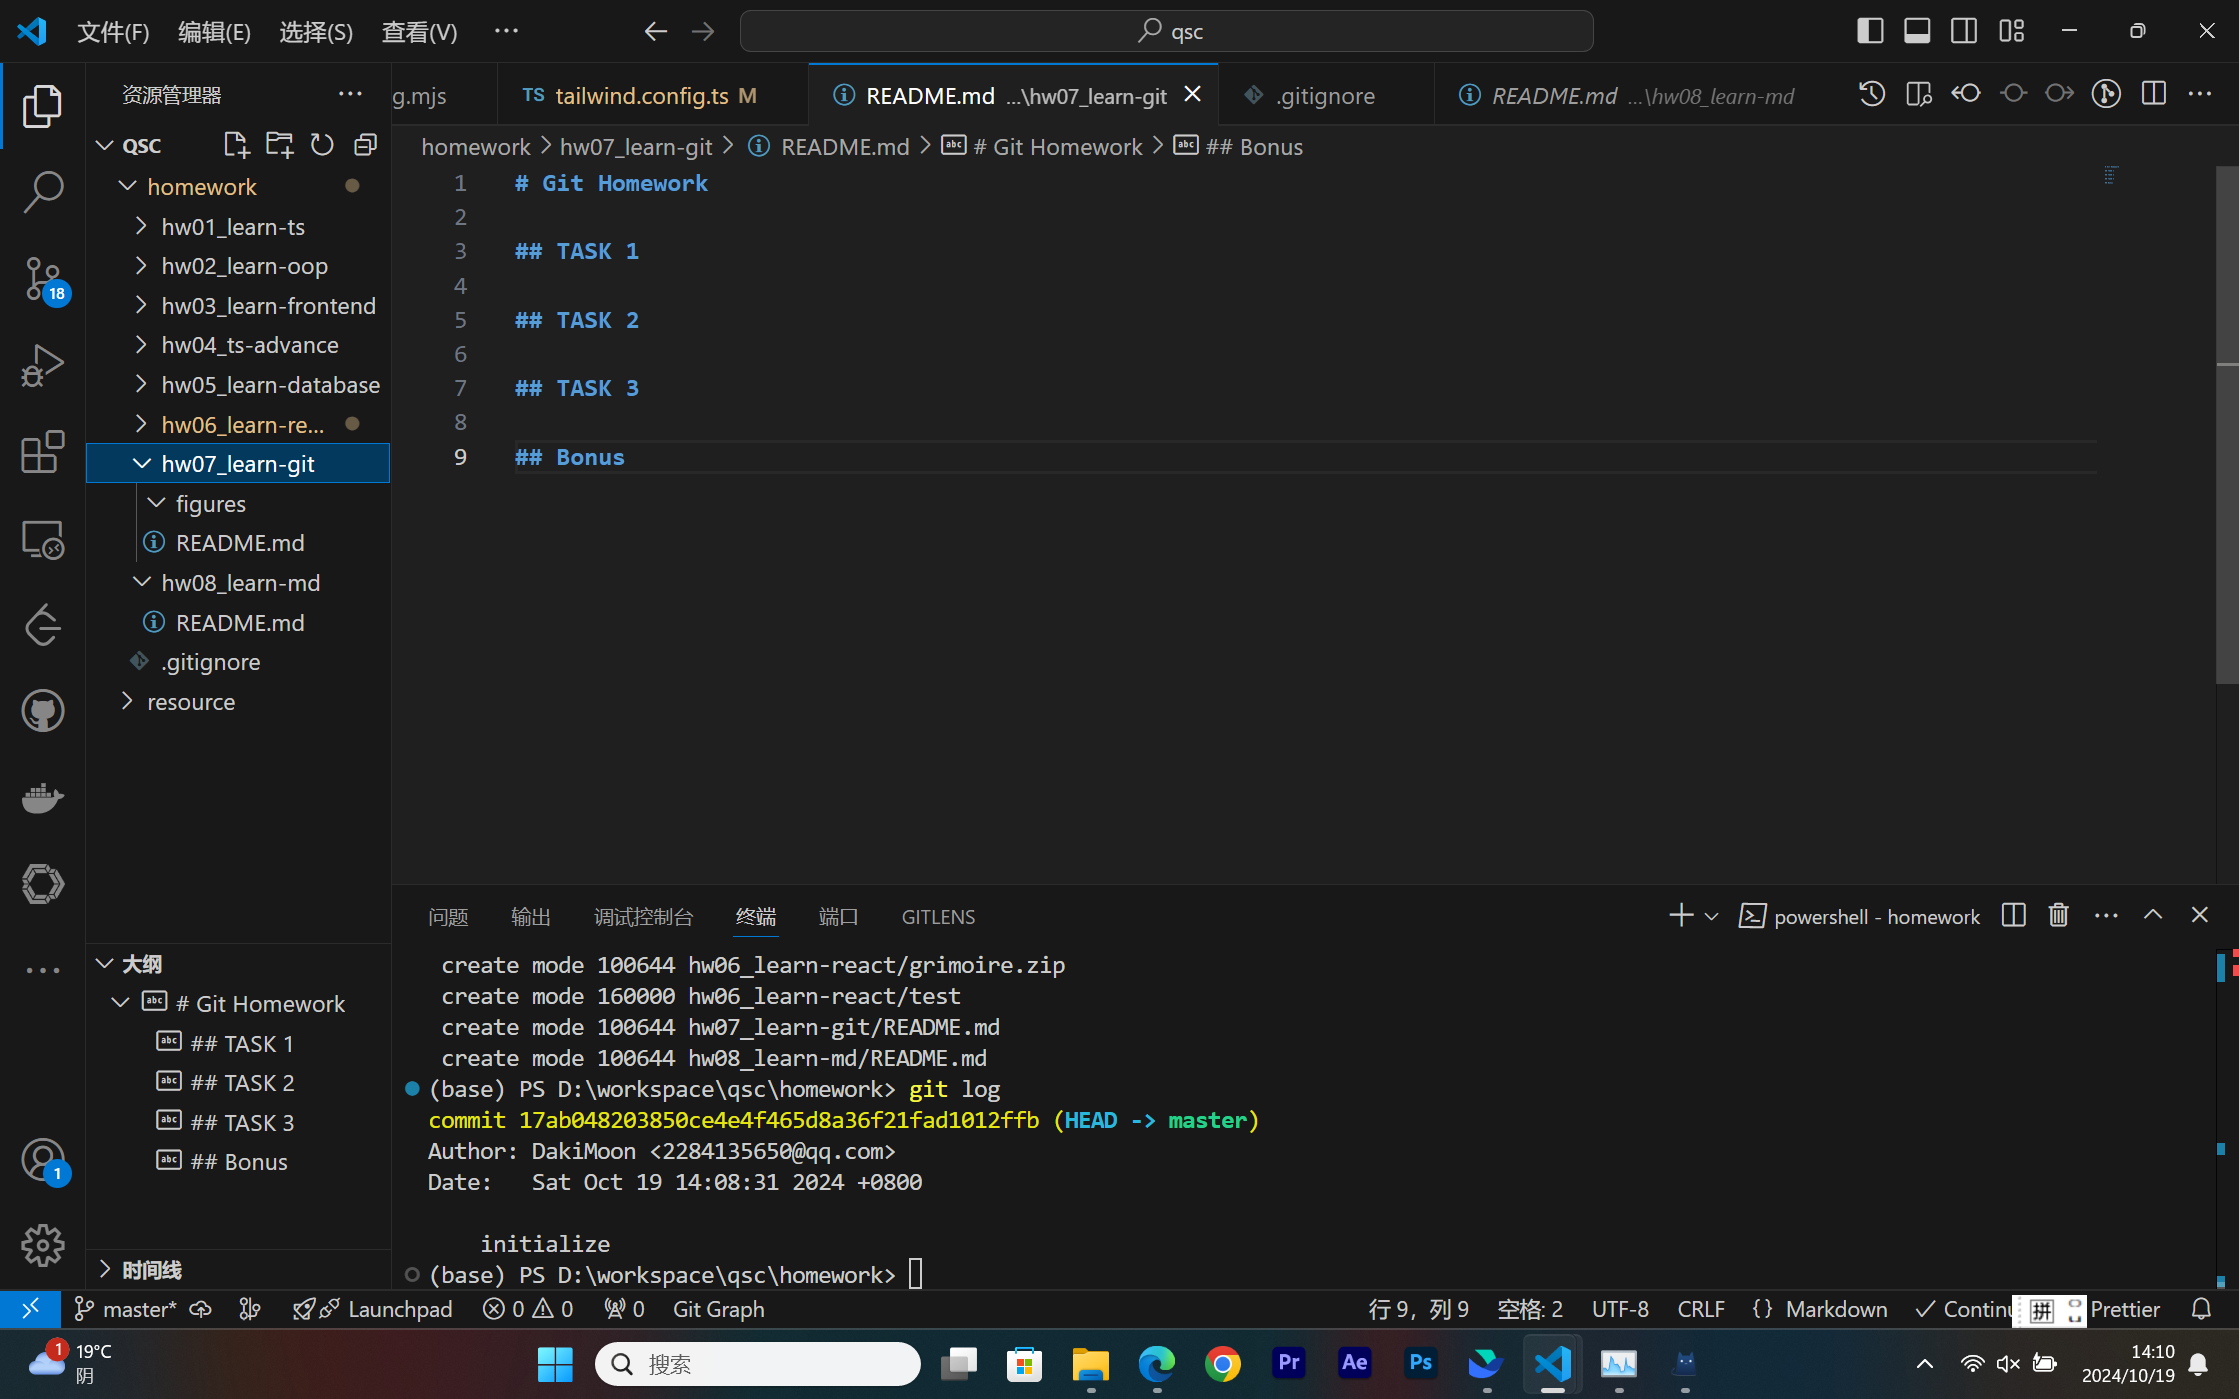 文件(F) 编辑(E) 选择(S) 查看(V) ··· qsc
资源管理器 ···
g.mjs TS tailwind.config.ts M README.md ...\hw07_learn-git .gitignore README.md ...\hw08_learn-md
homework > hw07_learn-git > README.md > # Git Homework > ## Bonus
QSC
homework
hw01_learn-ts
hw02_learn-oop
hw03_learn-frontend
hw04_ts-advance
hw05_learn-database
hw06_learn-re...
hw07_learn-git
figures
README.md
hw08_learn-md
README.md
.gitignore
resource
18
1 # Git Homework
2
3 ## TASK 1
4
5 ## TASK 2
6
7 ## TASK 3
8
9 ## Bonus
大纲
# Git Homework
## TASK 1
## TASK 2
## TASK 3
## Bonus
时间线
1
问题 输出 调试控制台 终端 端口 GITLENS powershell - homework
create mode 100644 hw06_learn-react/grimoire.zip
create mode 160000 hw06_learn-react/test
create mode 100644 hw07_learn-git/README.md
create mode 100644 hw08_learn-md/README.md
(base) PS D:\workspace\qsc\homework> git log
commit 17ab048203850ce4e4f465d8a36f21fad1012ffb (HEAD -> master)
Author: DakiMoon <2284135650@qq.com>
Date:   Sat Oct 19 14:08:31 2024 +0800
initialize
(base) PS D:\workspace\qsc\homework>
master* Launchpad 0 0 0 Git Graph 行 9，列 9 空格: 2 UTF-8 CRLF {} Markdown Continu 拼 Prettier
1 19°C
阴
搜索
Pr Ae Ps
14:10
2024/10/19